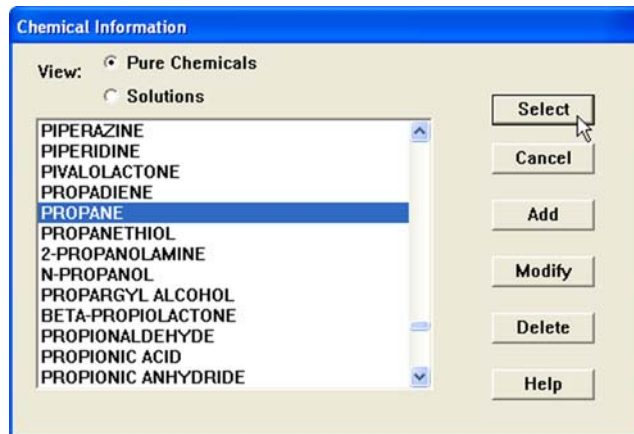 Chemical Information
View:
Pure Chemicals
Solutions
PIPERAZINE
PIPERIDINE
PIVALOLACTONE
PROPADIENE
PROPANE
PROPANETHIOL
2-PROPANOLAMINE
N-PROPANOL
PROPARGYL ALCOHOL
BETA-PROPIOLACTONE
PROPIONALDEHYDE
PROPIONIC ACID
PROPIONIC ANHYDRIDE
Select
Cancel
Add
Modify
Delete
Help